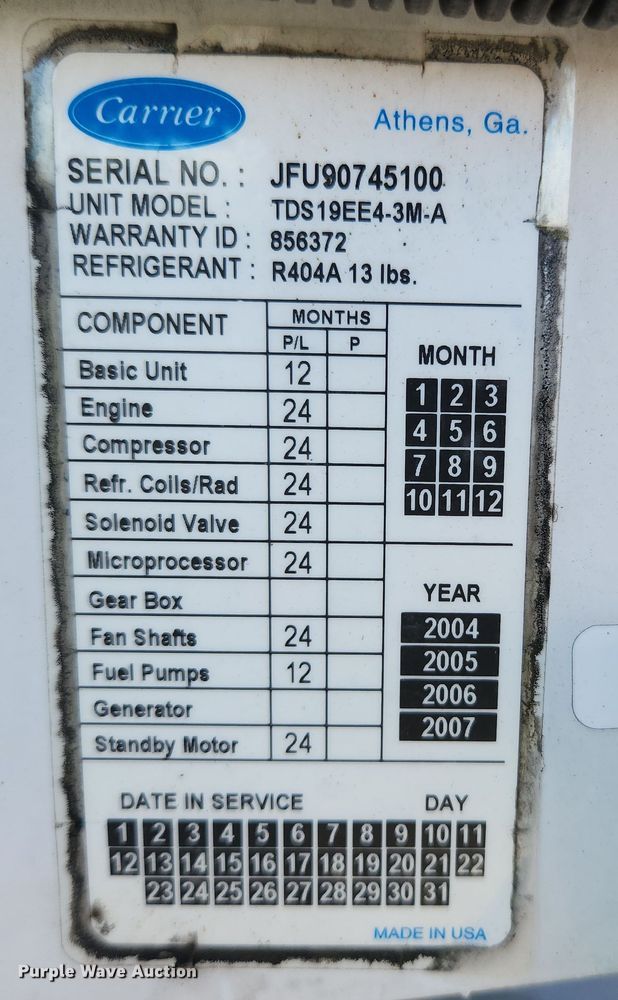 Carrier
Athens, Ga.
SERIAL NO. : JFU90745100
UNIT MODEL : TDS19EE4-3M-A
WARRANTY ID : 856372
REFRIGERANT : R404A 13 lbs.
COMPONENT MONTHS
P/L P
Basic Unit 12
Engine 24
Compressor 24
Refr. Coils/Rad 24
Solenoid Valve 24
Microprocessor 24
Gear Box
Fan Shafts 24
Fuel Pumps 12
Generator
Standby Motor 24
MONTH
1 2 3
4 5 6
7 8 9
10 11 12
YEAR
2004
2005
2006
2007
DATE IN SERVICE DAY
1 2 3 4 5 6 7 8 9 10 11
12 13 14 15 16 17 18 19 20 21 22
23 24 25 26 27 28 29 30 31
MADE IN USA
Purple Wave Auction